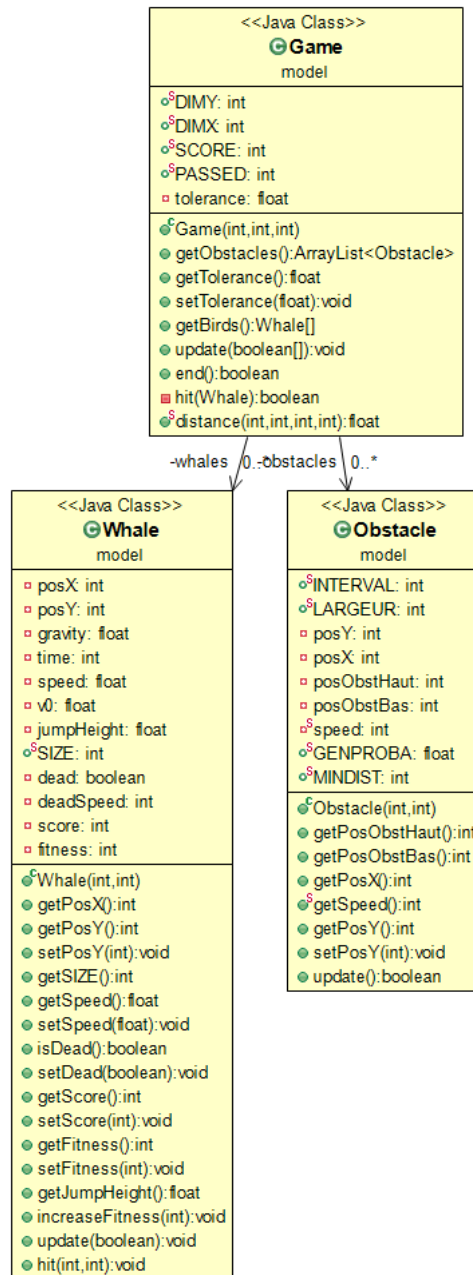 <<Java Class>>
Game
model
DIMY: int
DIMX: int
SCORE: int
PASSED: int
tolerance: float
Game(int,int,int)
getObstacles():ArrayList<Obstacle>
getTolerance():float
setTolerance(float):void
getBirds():Whale[]
update(boolean[]):void
end():boolean
hit(Whale):boolean
distance(int,int,int,int):float
-whales 0..* -obstacles 0..*
<<Java Class>>
Whale
model
posX: int
posY: int
gravity: float
time: int
speed: float
v0: float
jumpHeight: float
SIZE: int
dead: boolean
deadSpeed: int
score: int
fitness: int
Whale(int,int)
getPosX():int
getPosY():int
setPosY(int):void
getSIZE():int
getSpeed():float
setSpeed(float):void
isDead():boolean
setDead(boolean):void
getScore():int
setScore(int):void
getFitness():int
setFitness(int):void
getJumpHeight():float
increaseFitness(int):void
update(boolean):void
hit(int,int):void
<<Java Class>>
Obstacle
model
INTERVAL: int
LARGEUR: int
posY: int
posX: int
posObstHaut: int
posObstBas: int
speed: int
GENPROBA: float
MINDIST: int
Obstacle(int,int)
getPosObstHaut():int
getPosObstBas():int
getPosX():int
getSpeed():int
getPosY():int
setPosY(int):void
update():boolean